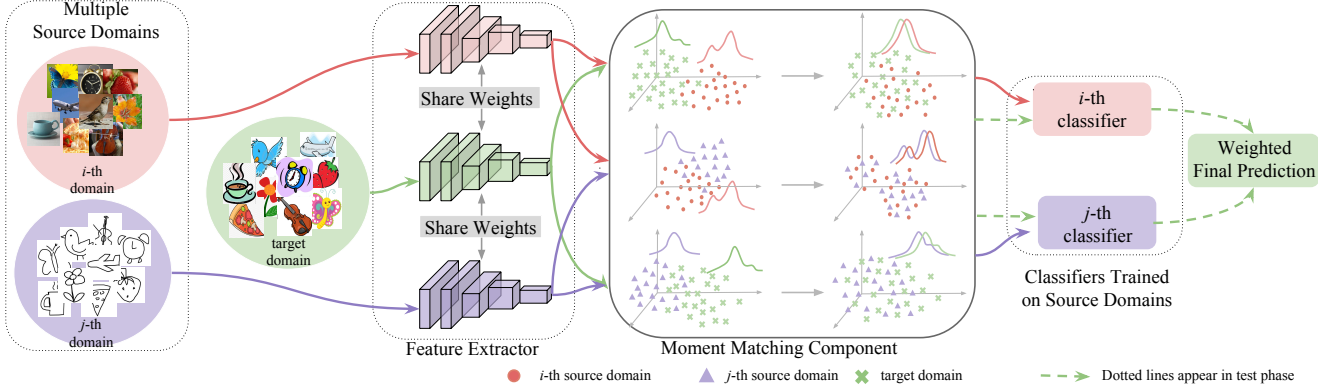 Multiple
Source Domains
i-th
domain
j-th
domain
target
domain
Share Weights
Share Weights
Feature Extractor
Moment Matching Component
i-th
classifier
j-th
classifier
Classifiers Trained
on Source Domains
Weighted
Final Prediction
i-th source domain
j-th source domain
target domain
Dotted lines appear in test phase